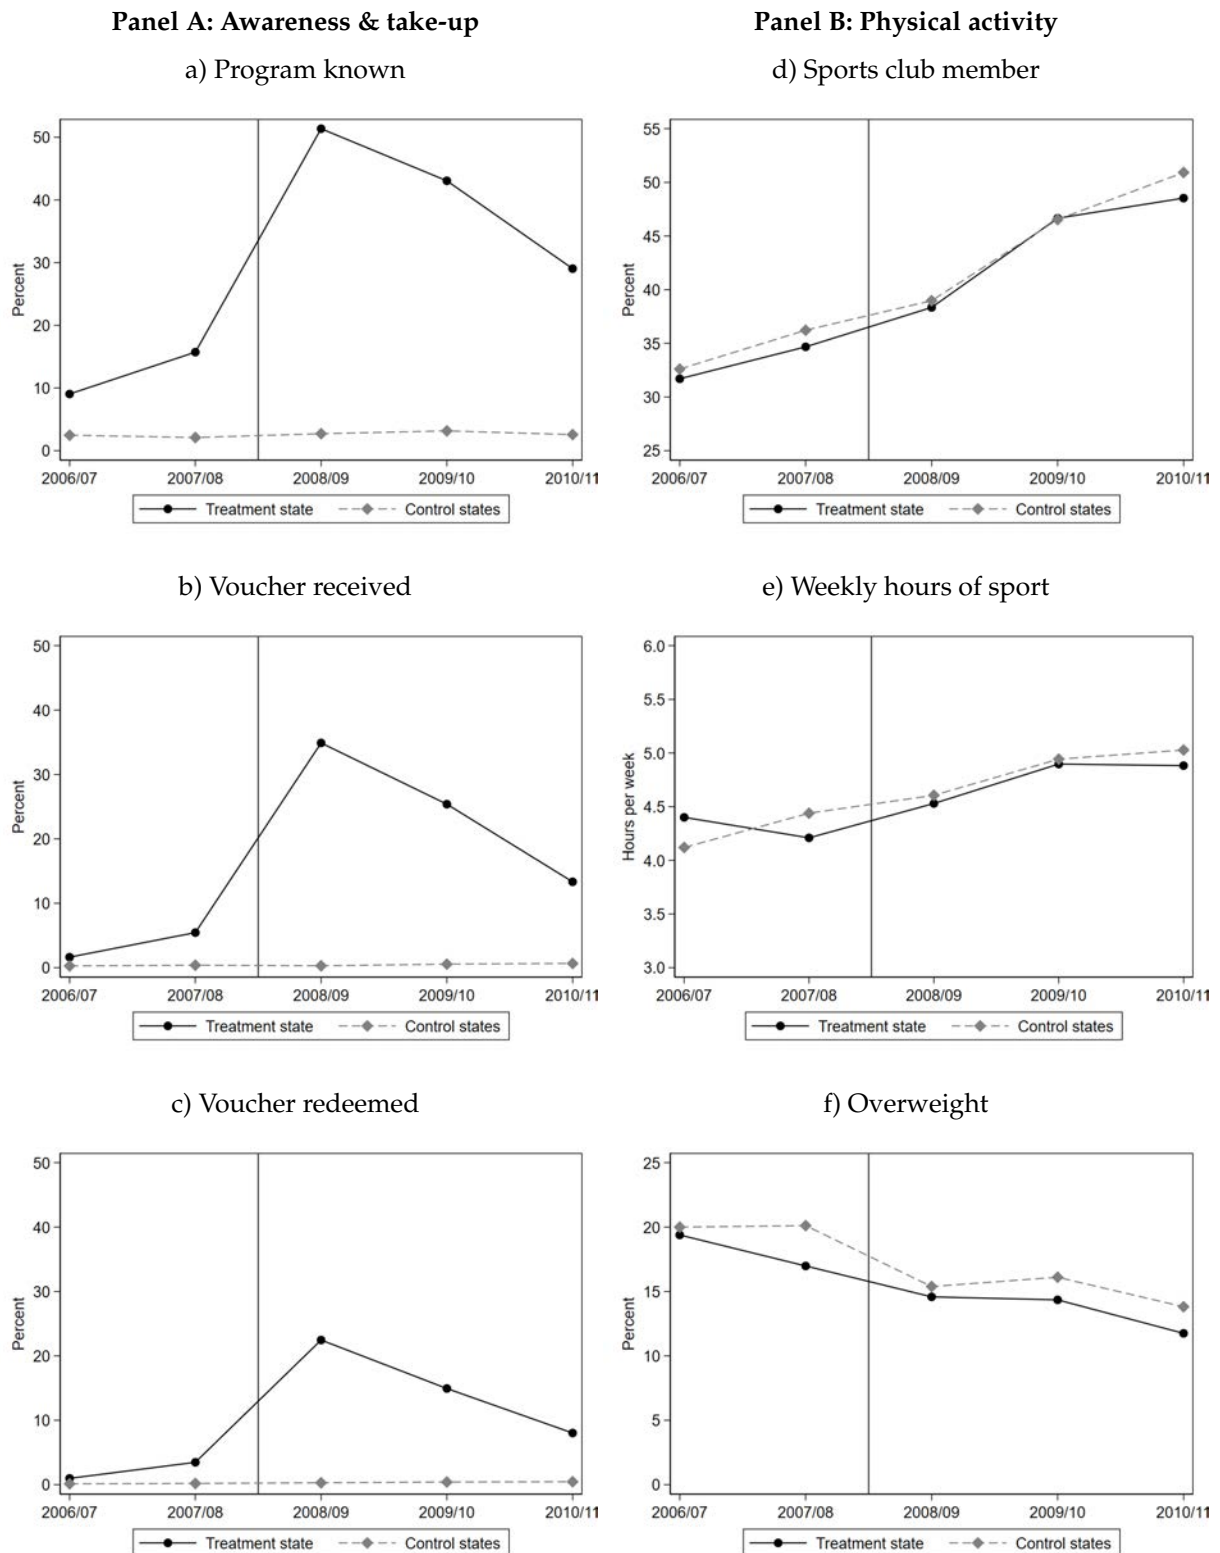 Panel A: Awareness & take-up
a) Program known
50
40
30
20
10
0
Percent
2006/07 2007/08 2008/09 2009/10 2010/11
Treatment state Control states
b) Voucher received
50
40
30
20
10
0
Percent
2006/07 2007/08 2008/09 2009/10 2010/11
Treatment state Control states
c) Voucher redeemed
50
40
30
20
10
0
Percent
2006/07 2007/08 2008/09 2009/10 2010/11
Treatment state Control states
Panel B: Physical activity
d) Sports club member
55
50
45
40
35
30
25
Percent
2006/07 2007/08 2008/09 2009/10 2010/11
Treatment state Control states
e) Weekly hours of sport
6.0
5.5
5.0
4.5
4.0
3.5
3.0
Hours per week
2006/07 2007/08 2008/09 2009/10 2010/11
Treatment state Control states
f) Overweight
25
20
15
10
5
0
Percent
2006/07 2007/08 2008/09 2009/10 2010/11
Treatment state Control states